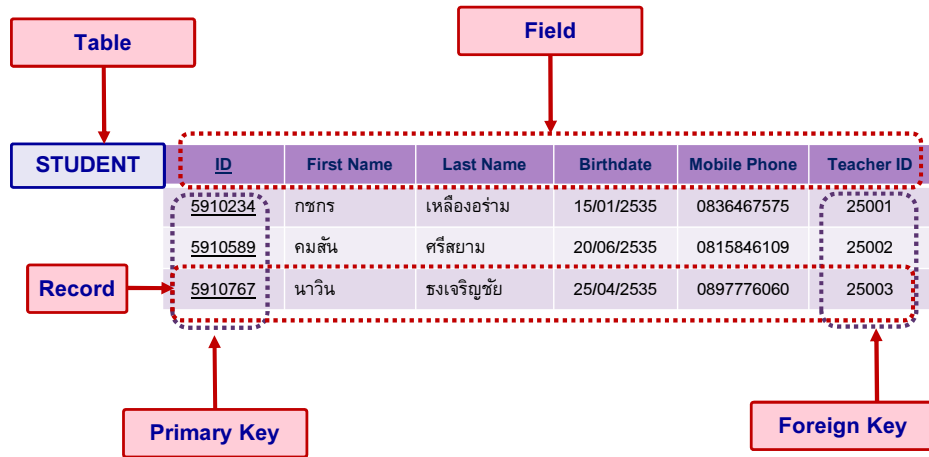 Table
Field
STUDENT
ID First Name Last Name Birthdate Mobile Phone Teacher ID
5910234 กชกร เหลืองอร่าม 15/01/2535 0836467575 25001
5910589 คมสัน ศรีสยาม 20/06/2535 0815846109 25002
Record
5910767 นาวิน ธงเจริญชัย 25/04/2535 0897776060 25003
Primary Key
Foreign Key